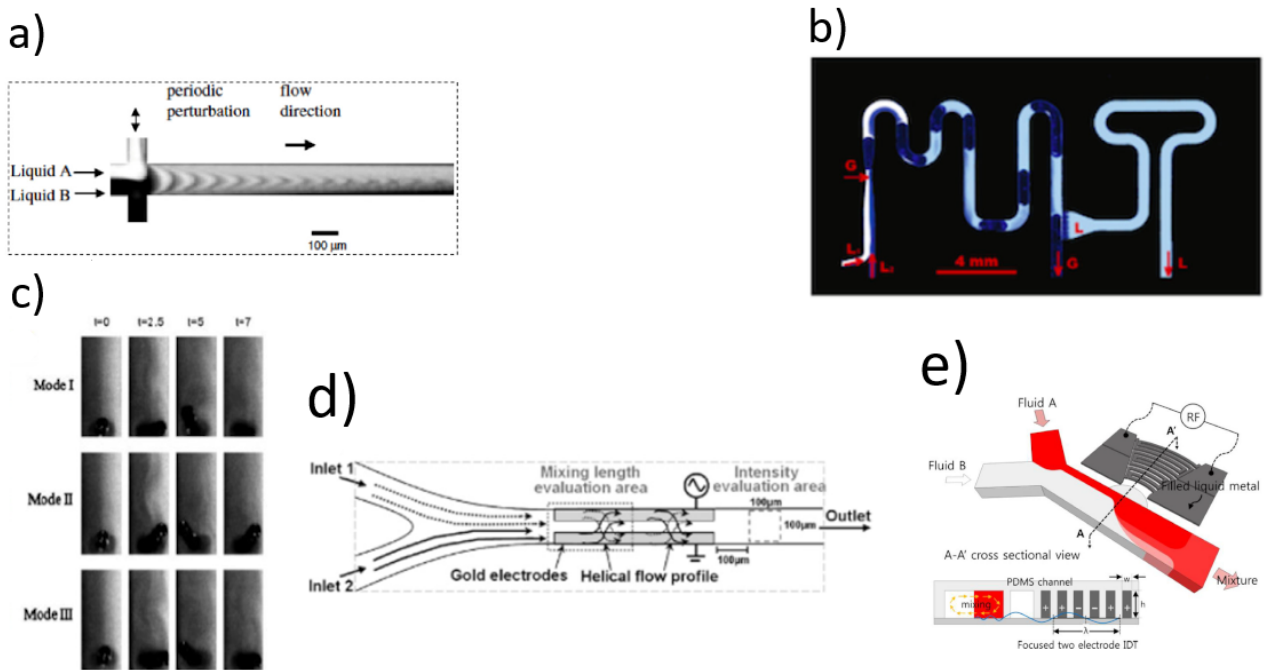 a)
periodic
perturbation
flow
direction
Liquid A
Liquid B
100 µm
b)
G
L₁
L₂
4 mm
G
L
L
c)
t=0 t=2.5 t=5 t=7
Mode I
Mode II
Mode III
d)
Inlet 1
Mixing length
evaluation area
Intensity
evaluation area
100µm
100µm
Outlet
100µm
Inlet 2
Gold electrodes
Helical flow profile
e)
Fluid A
RF
A'
Fluid B
Filled liquid metal
A
A-A' cross sectional view
Mixture
PDMS channel
w
mixing
+ + − − + +
h
λ
Focused two electrode IDT